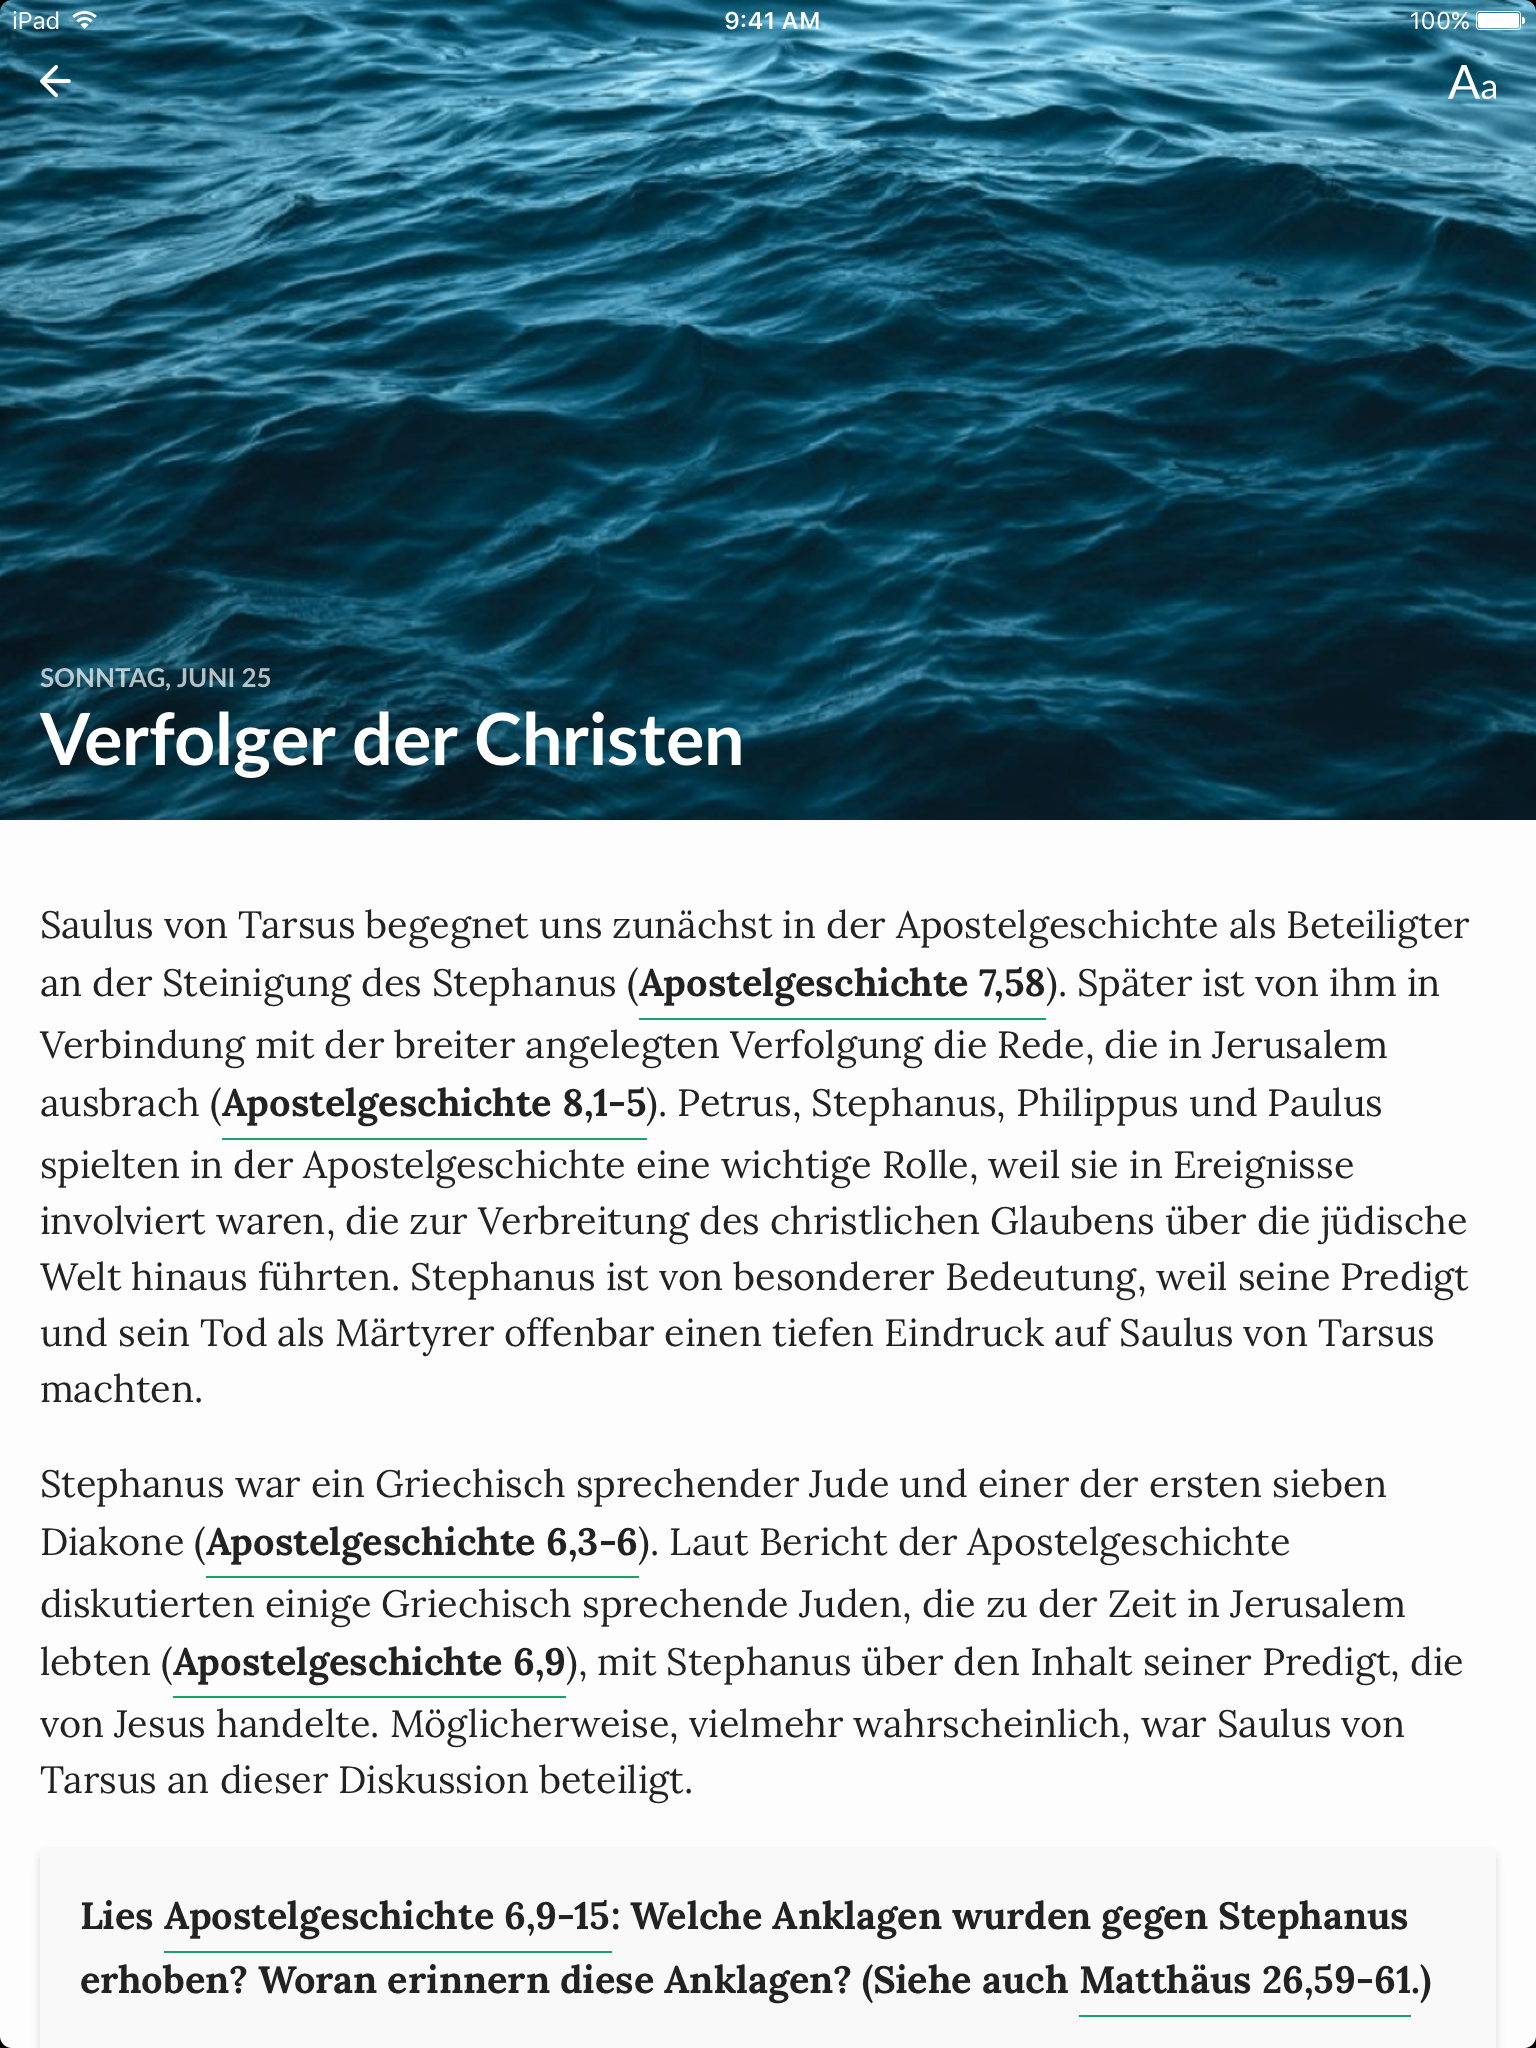 iPad 9:41 AM 100%
Aa
SONNTAG, JUNI 25
Verfolger der Christen
Saulus von Tarsus begegnet uns zunächst in der Apostelgeschichte als Beteiligter
an der Steinigung des Stephanus (Apostelgeschichte 7,58). Später ist von ihm in
Verbindung mit der breiter angelegten Verfolgung die Rede, die in Jerusalem
ausbrach (Apostelgeschichte 8,1-5). Petrus, Stephanus, Philippus und Paulus
spielten in der Apostelgeschichte eine wichtige Rolle, weil sie in Ereignisse
involviert waren, die zur Verbreitung des christlichen Glaubens über die jüdische
Welt hinaus führten. Stephanus ist von besonderer Bedeutung, weil seine Predigt
und sein Tod als Märtyrer offenbar einen tiefen Eindruck auf Saulus von Tarsus
machten.
Stephanus war ein Griechisch sprechender Jude und einer der ersten sieben
Diakone (Apostelgeschichte 6,3-6). Laut Bericht der Apostelgeschichte
diskutierten einige Griechisch sprechende Juden, die zu der Zeit in Jerusalem
lebten (Apostelgeschichte 6,9), mit Stephanus über den Inhalt seiner Predigt, die
von Jesus handelte. Möglicherweise, vielmehr wahrscheinlich, war Saulus von
Tarsus an dieser Diskussion beteiligt.
Lies Apostelgeschichte 6,9-15: Welche Anklagen wurden gegen Stephanus
erhoben? Woran erinnern diese Anklagen? (Siehe auch Matthäus 26,59-61.)